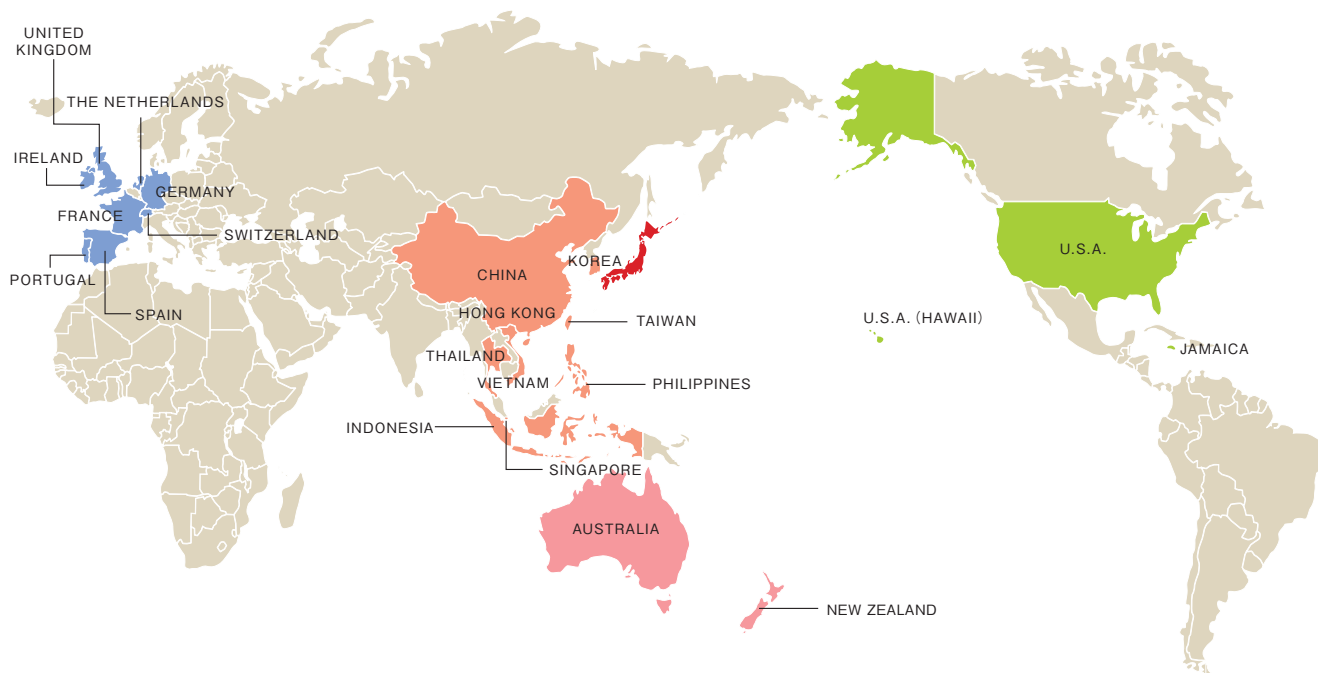 UNITED
KINGDOM
THE NETHERLANDS
IRELAND
GERMANY
FRANCE
SWITZERLAND
PORTUGAL
SPAIN
CHINA
KOREA
HONG KONG
TAIWAN
THAILAND
VIETNAM
PHILIPPINES
INDONESIA
SINGAPORE
AUSTRALIA
NEW ZEALAND
U.S.A.
U.S.A.（HAWAII）
JAMAICA